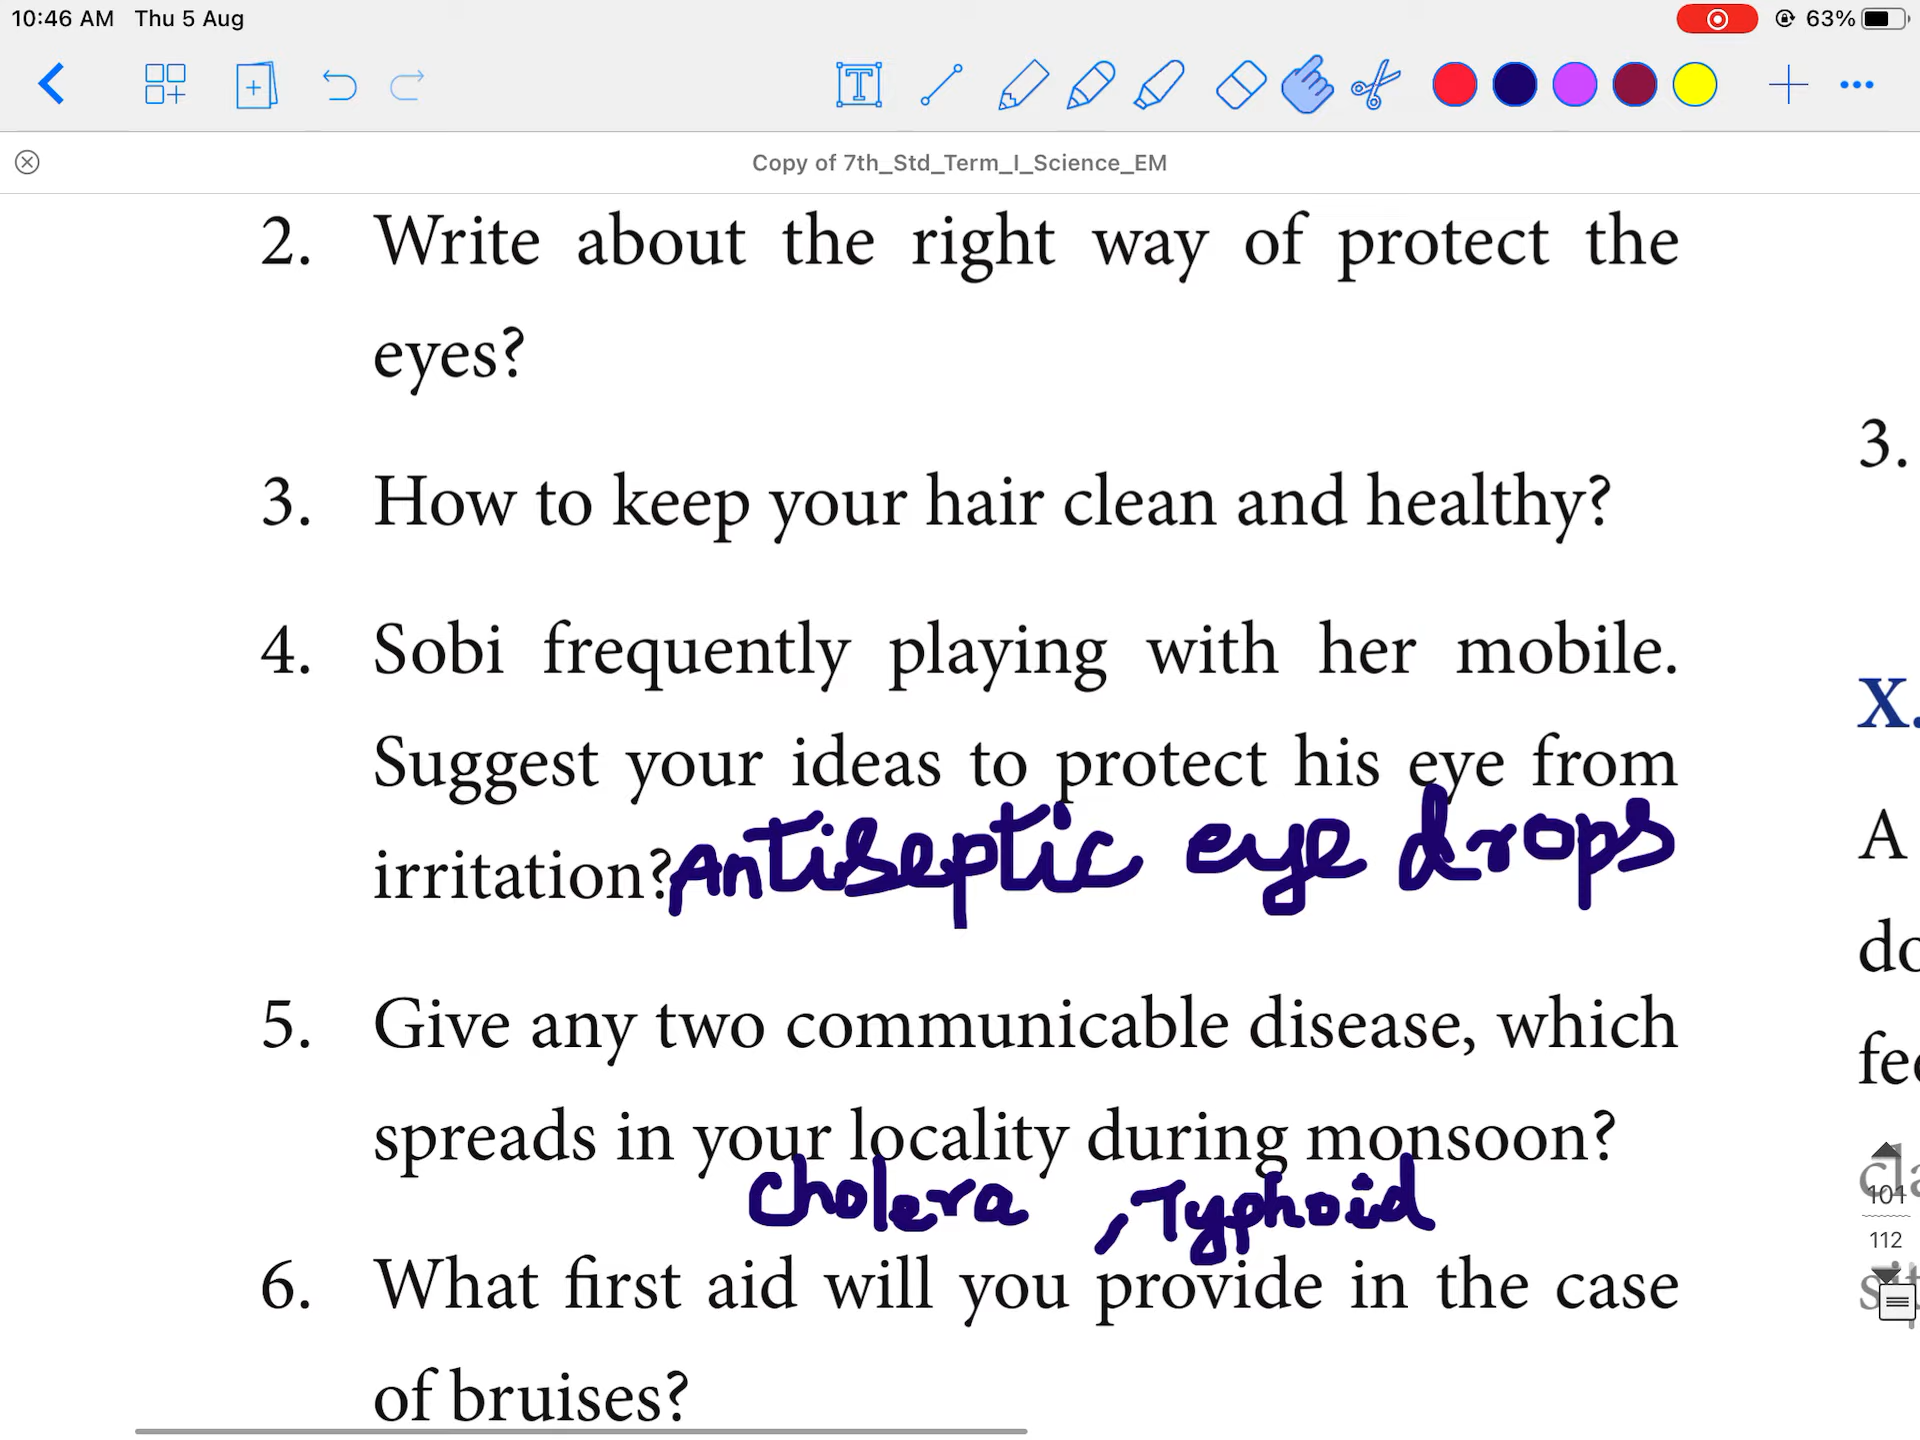 10:46 AM Thu 5 Aug
63%
T
Copy of 7th_Std_Term_I_Science_EM
2. Write about the right way of protect the
eyes?
3. How to keep your hair clean and healthy?
4. Sobi frequently playing with her mobile.
Suggest your ideas to protect his eye from
irritation? Antiseptic eye drops
5. Give any two communicable disease, which
spreads in your locality during monsoon?
cholera , Typhoid
6. What first aid will you provide in the case
of bruises?
3.
X.
A
do
fee
cla
101
112